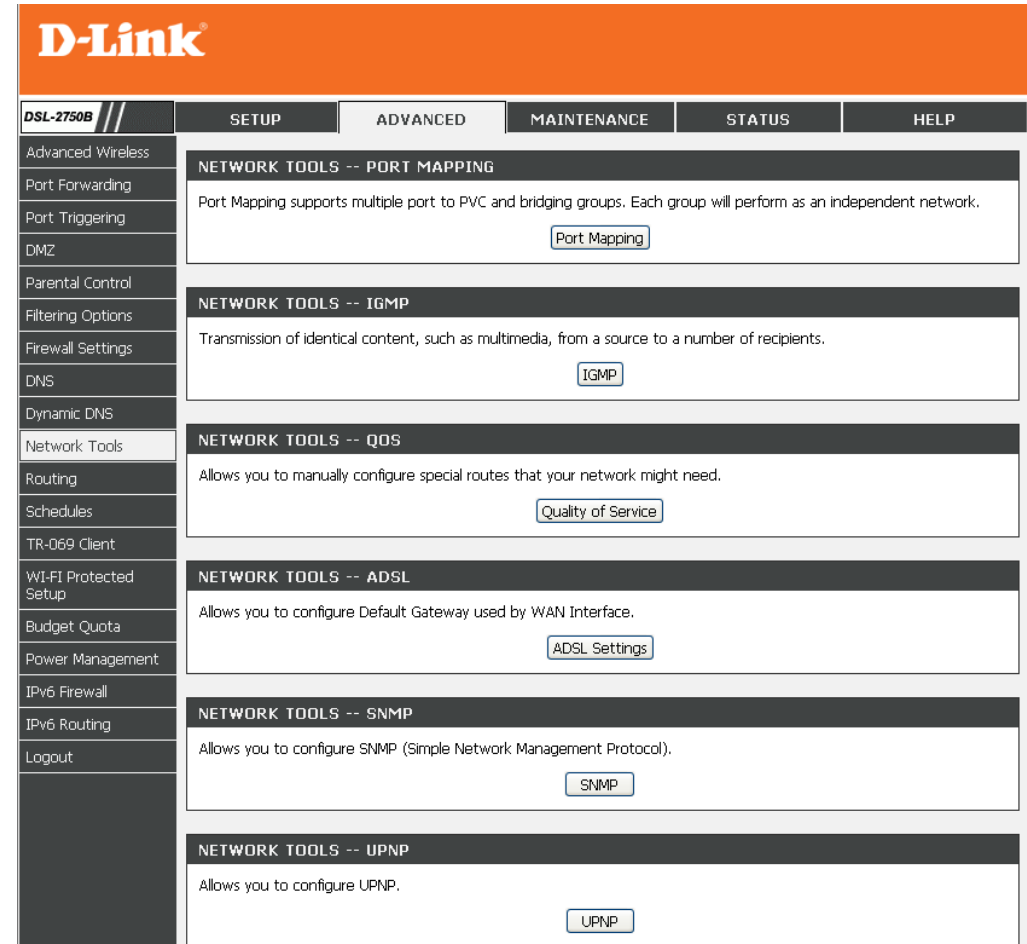 D-Link®
DSL-2750B
SETUP
ADVANCED
MAINTENANCE
STATUS
HELP
Advanced Wireless
Port Forwarding
Port Triggering
DMZ
Parental Control
Filtering Options
Firewall Settings
DNS
Dynamic DNS
Network Tools
Routing
Schedules
TR-069 Client
WI-FI Protected
Setup
Budget Quota
Power Management
IPv6 Firewall
IPv6 Routing
Logout
NETWORK TOOLS -- PORT MAPPING
Port Mapping supports multiple port to PVC and bridging groups. Each group will perform as an independent network.
Port Mapping
NETWORK TOOLS -- IGMP
Transmission of identical content, such as multimedia, from a source to a number of recipients.
IGMP
NETWORK TOOLS -- QOS
Allows you to manually configure special routes that your network might need.
Quality of Service
NETWORK TOOLS -- ADSL
Allows you to configure Default Gateway used by WAN Interface.
ADSL Settings
NETWORK TOOLS -- SNMP
Allows you to configure SNMP (Simple Network Management Protocol).
SNMP
NETWORK TOOLS -- UPNP
Allows you to configure UPNP.
UPNP